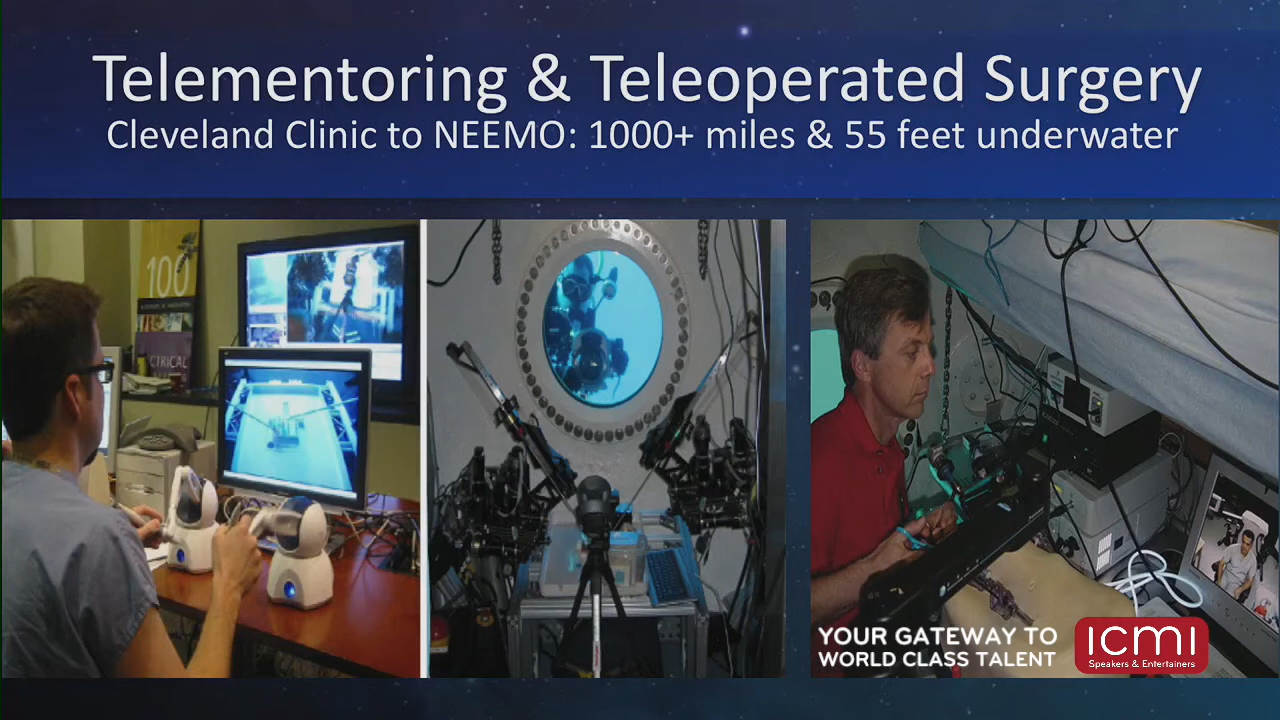 Telementoring & Teleoperated Surgery
Cleveland Clinic to NEEMO: 1000+ miles & 55 feet underwater
100
CTRICAL
YOUR GATEWAY TO
WORLD CLASS TALENT
ICMI
Speakers & Entertainers